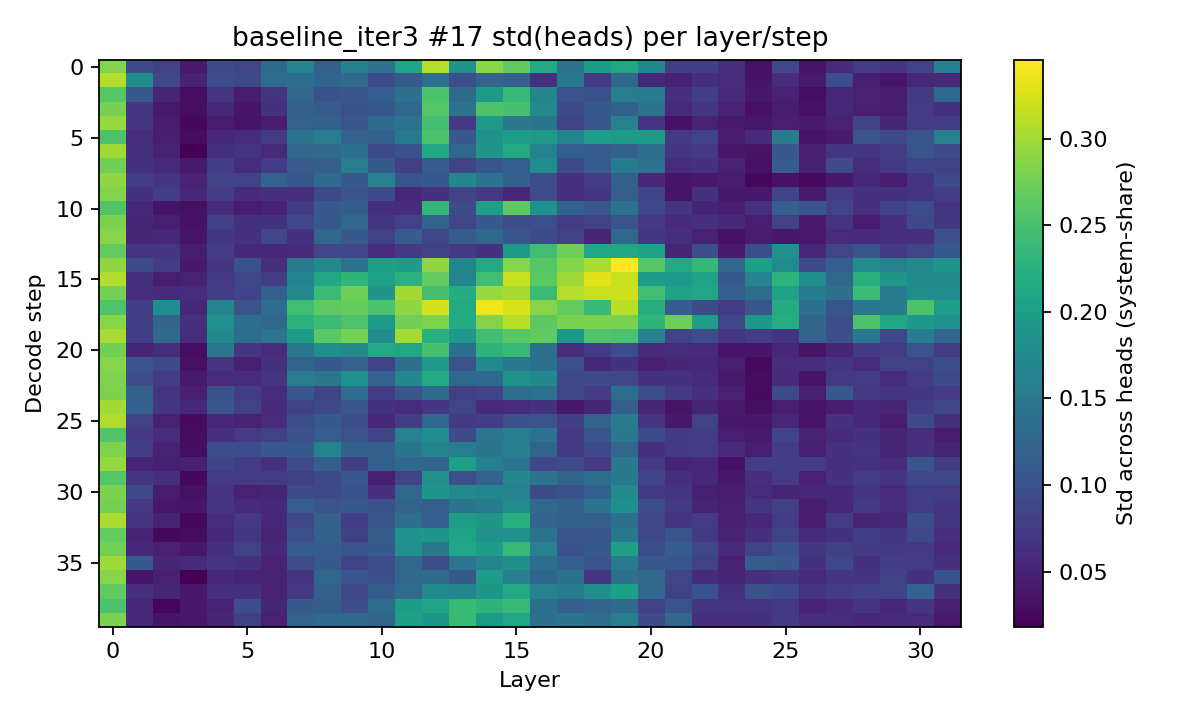 baseline_iter3 #17 std(heads) per layer/step
0
5
10
15
20
25
30
35
Decode step
0 5 10 15 20 25 30
Layer
0.30
0.25
0.20
0.15
0.10
0.05
Std across heads (system-share)